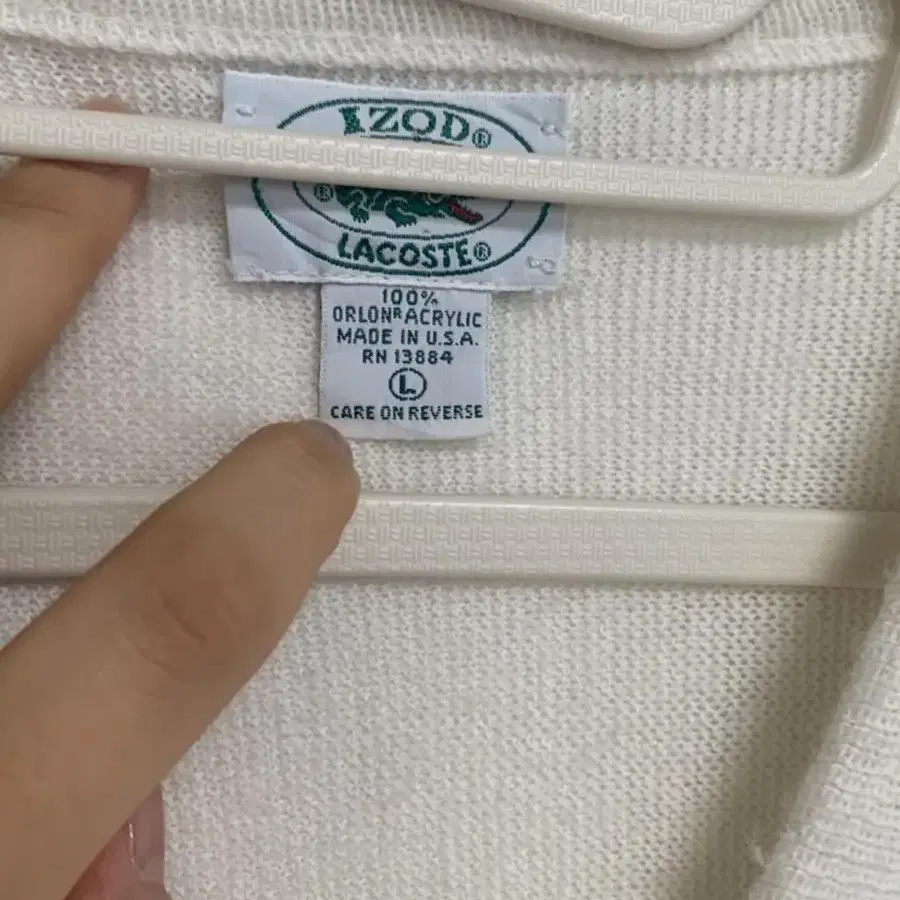 IZOD®
®
LACOSTE®
100%
ORLON® ACRYLIC
MADE IN U.S.A.
RN 13884
L
CARE ON REVERSE